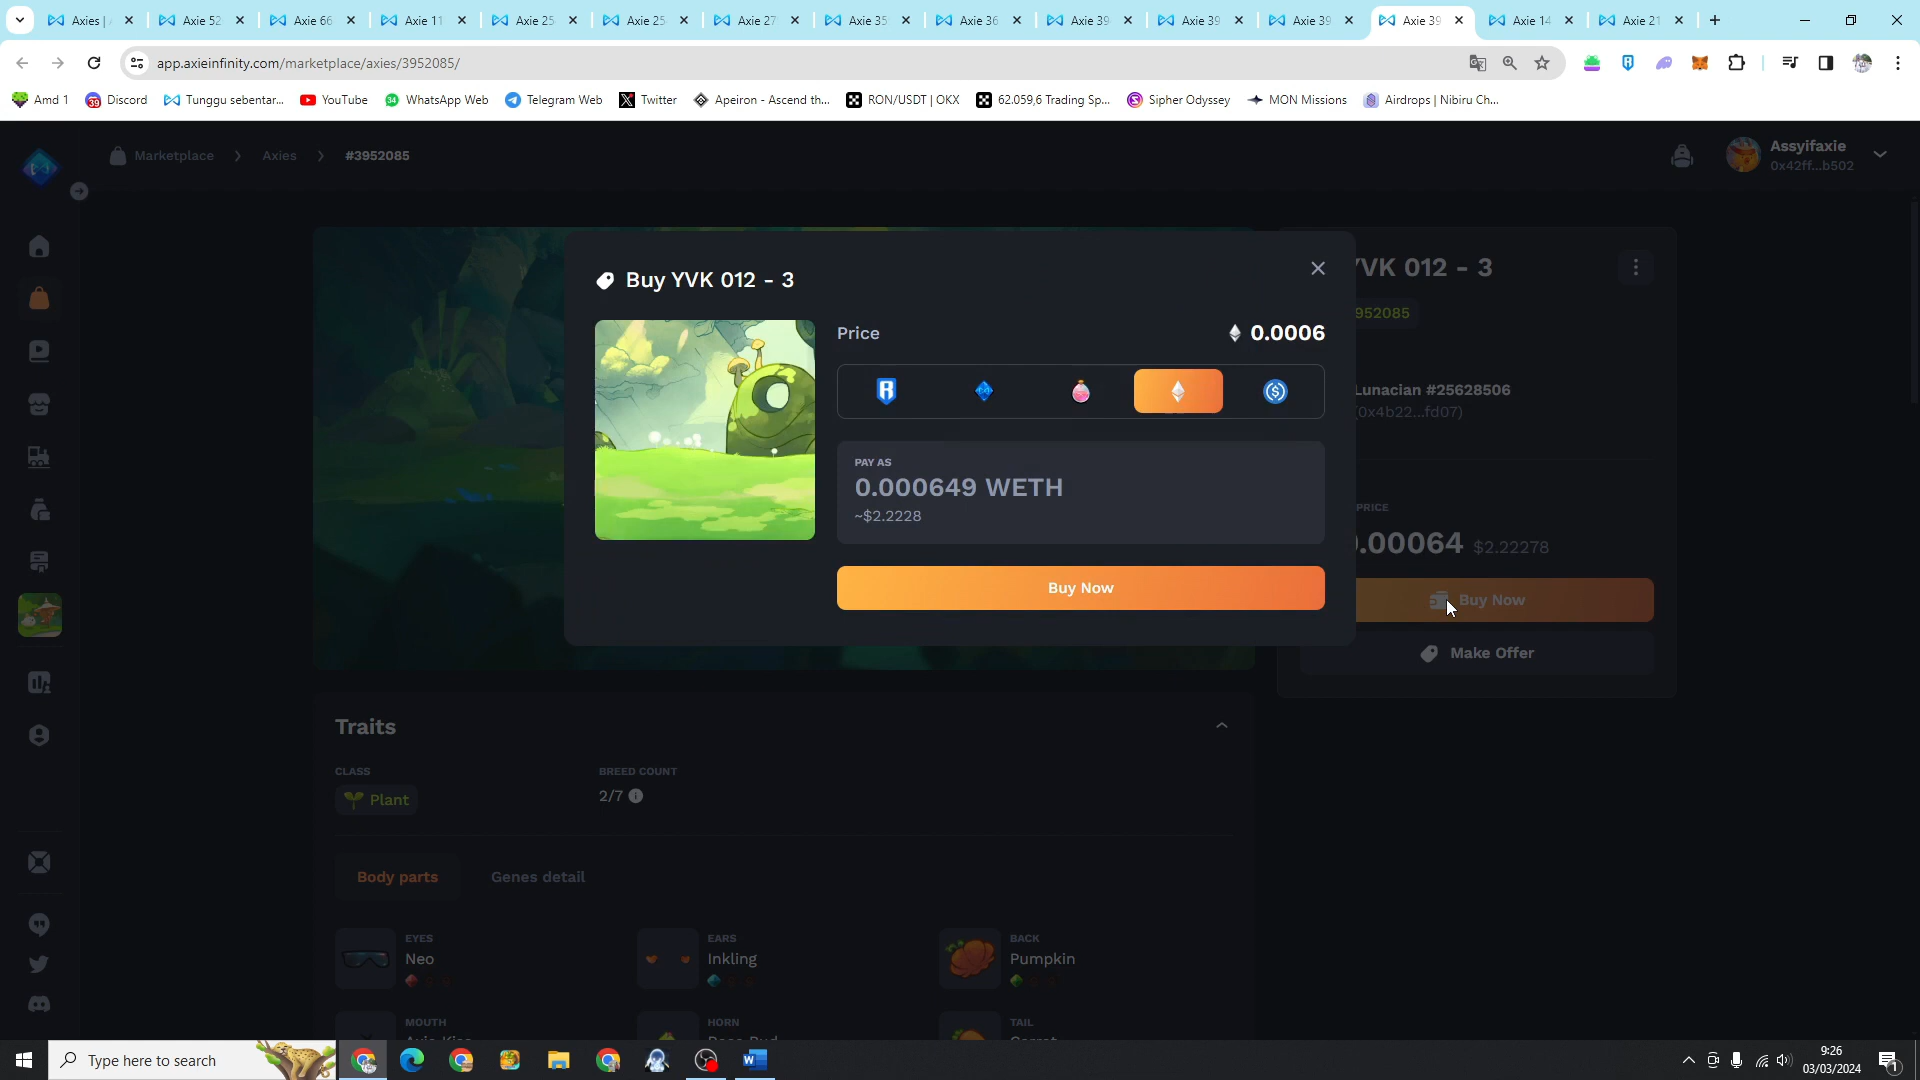 Axies | A
Axie 52
Axie 66
Axie 11
Axie 25
Axie 25
Axie 27
Axie 35
Axie 36
Axie 39
Axie 39
Axie 39
Axie 39
Axie 14
Axie 21
app.axieinfinity.com/marketplace/axies/3952085/
Amd 1
Discord
Tunggu sebentar...
YouTube
WhatsApp Web
Telegram Web
Twitter
Apeiron - Ascend th...
RON/USDT | OKX
62.059,6 Trading Sp...
Sipher Odyssey
MON Missions
Airdrops | Nibiru Ch...
Marketplace
Axies
#3952085
Assyifaxie
0x42ff...b502
Buy YVK 012 - 3
Price
0.0006
PAY AS
0.000649 WETH
~$2.2228
Buy Now
YVK 012 - 3
952085
Lunacian #25628506
(0x4b22...fd07)
PRICE
0.00064 $2.22278
Buy Now
Make Offer
Traits
CLASS
Plant
BREED COUNT
2/7
Body parts
Genes detail
EYES
Neo
EARS
Inkling
BACK
Pumpkin
MOUTH
HORN
TAIL
Type here to search
9:26
03/03/2024
1